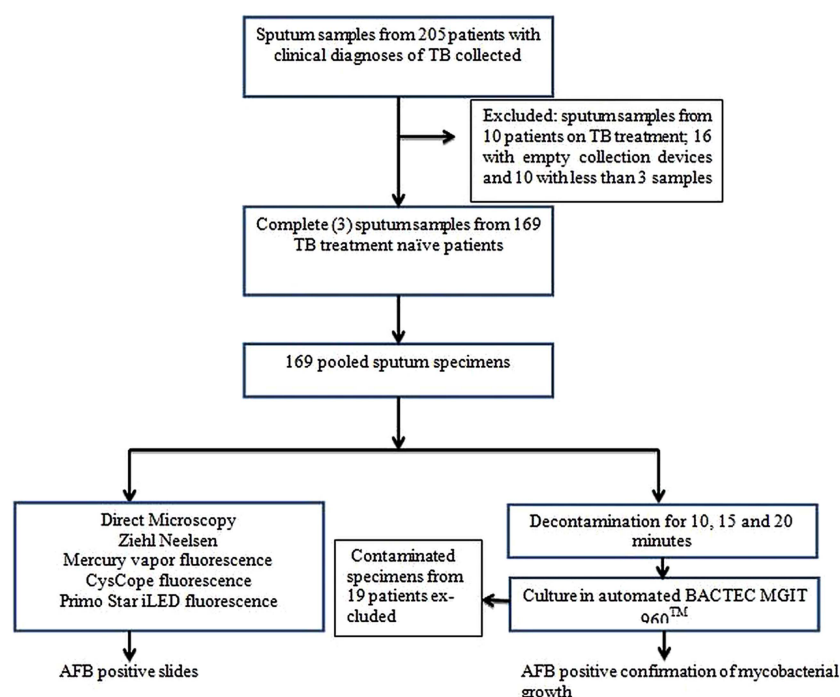 Sputum samples from 205 patients with
clinical diagnoses of TB collected
Excluded: sputum samples from
10 patients on TB treatment; 16
with empty collection devices
and 10 with less than 3 samples
Complete (3) sputum samples from 169
TB treatment naïve patients
169 pooled sputum specimens
Direct Microscopy
Ziehl Neelsen
Mercury vapor fluorescence
CysCope fluorescence
Primo Star iLED fluorescence
Decontamination for 10, 15 and 20
minutes
Contaminated
specimens from
19 patients ex-
cluded
Culture in automated BACTEC MGIT
960TM
AFB positive slides
AFB positive confirmation of mycobacterial
growth